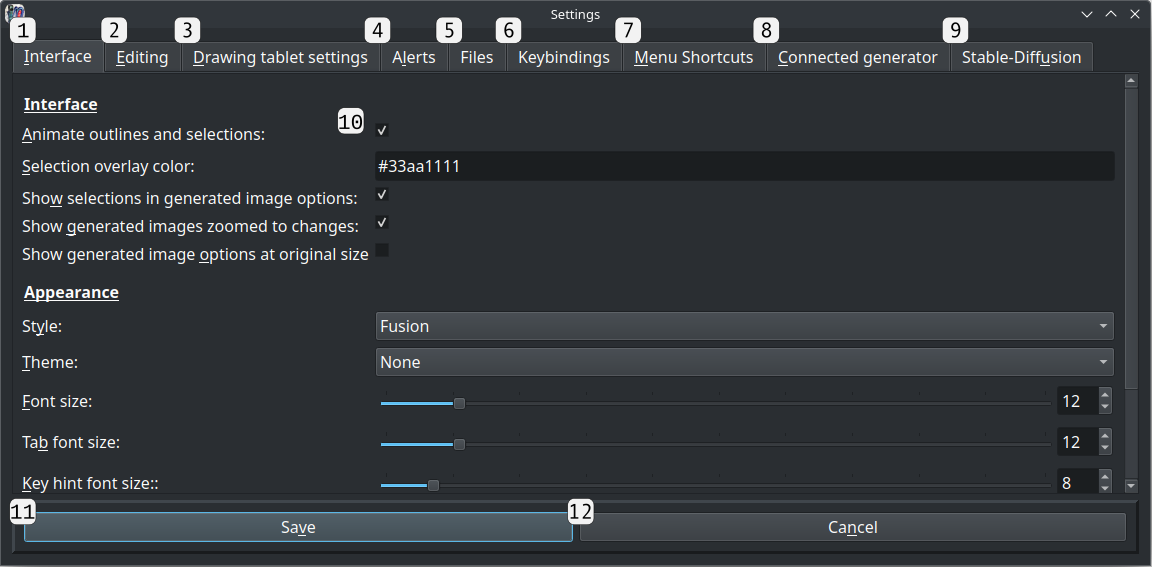 Settings
1 2 3 4 5 6 7 8 9
Interface Editing Drawing tablet settings Alerts Files Keybindings Menu Shortcuts Connected generator Stable-Diffusion
Interface
10
Animate outlines and selections:
Selection overlay color: #33aa1111
Show selections in generated image options:
Show generated images zoomed to changes:
Show generated image options at original size
Appearance
Style: Fusion
Theme: None
Font size: 12
Tab font size: 12
Key hint font size:: 8
11 12
Save Cancel